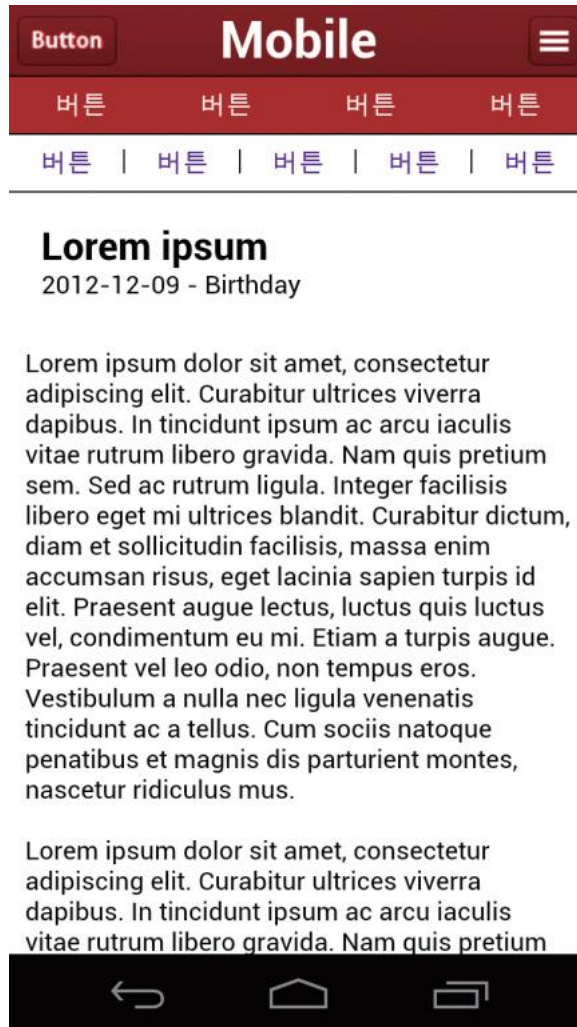 Button Mobile
버튼 버튼 버튼 버튼
버튼 | 버튼 | 버튼 | 버튼 | 버튼
Lorem ipsum
2012-12-09 - Birthday
Lorem ipsum dolor sit amet, consectetur
adipiscing elit. Curabitur ultrices viverra
dapibus. In tincidunt ipsum ac arcu iaculis
vitae rutrum libero gravida. Nam quis pretium
sem. Sed ac rutrum ligula. Integer facilisis
libero eget mi ultrices blandit. Curabitur dictum,
diam et sollicitudin facilisis, massa enim
accumsan risus, eget lacinia sapien turpis id
elit. Praesent augue lectus, luctus quis luctus
vel, condimentum eu mi. Etiam a turpis augue.
Praesent vel leo odio, non tempus eros.
Vestibulum a nulla nec ligula venenatis
tincidunt ac a tellus. Cum sociis natoque
penatibus et magnis dis parturient montes,
nascetur ridiculus mus.
Lorem ipsum dolor sit amet, consectetur
adipiscing elit. Curabitur ultrices viverra
dapibus. In tincidunt ipsum ac arcu iaculis
vitae rutrum libero gravida. Nam quis pretium